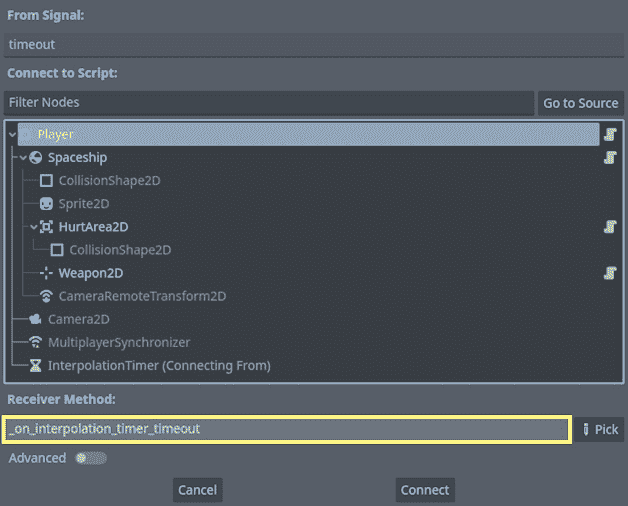 From Signal:
timeout
Connect to Script:
Filter Nodes Go to Source
Player
Spaceship
CollisionShape2D
Sprite2D
HurtArea2D
CollisionShape2D
Weapon2D
CameraRemoteTransform2D
Camera2D
MultiplayerSynchronizer
InterpolationTimer (Connecting From)
Receiver Method:
_on_interpolation_timer_timeout Pick
Advanced
Cancel Connect